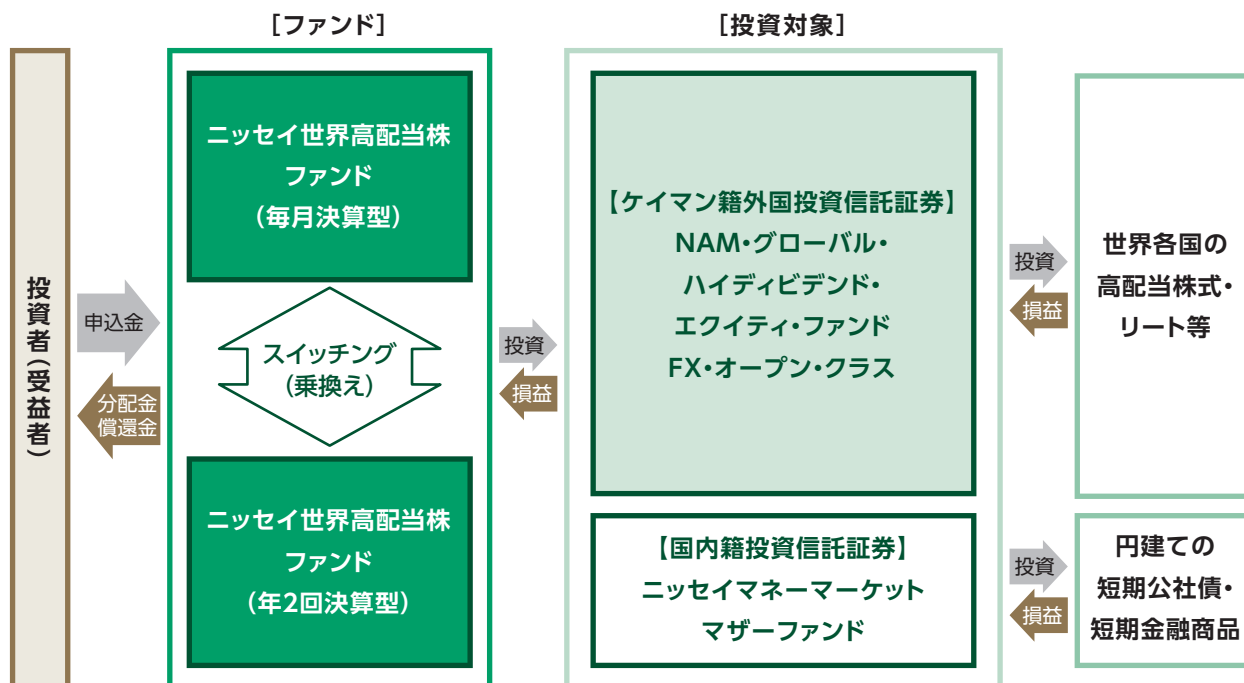 ［ファンド］
［投資対象］
投資者（受益者）
申込金
分配金
償還金
ニッセイ世界高配当株
ファンド
（毎月決算型）
スイッチング
（乗換え）
ニッセイ世界高配当株
ファンド
（年2回決算型）
投資
損益
【ケイマン籍外国投資信託証券】
NAM・グローバル・
ハイディビデンド・
エクイティ・ファンド
FX・オープン・クラス
【国内籍投資信託証券】
ニッセイマネーマーケット
マザーファンド
投資
損益
世界各国の
高配当株式・
リート等
投資
損益
円建ての
短期公社債・
短期金融商品